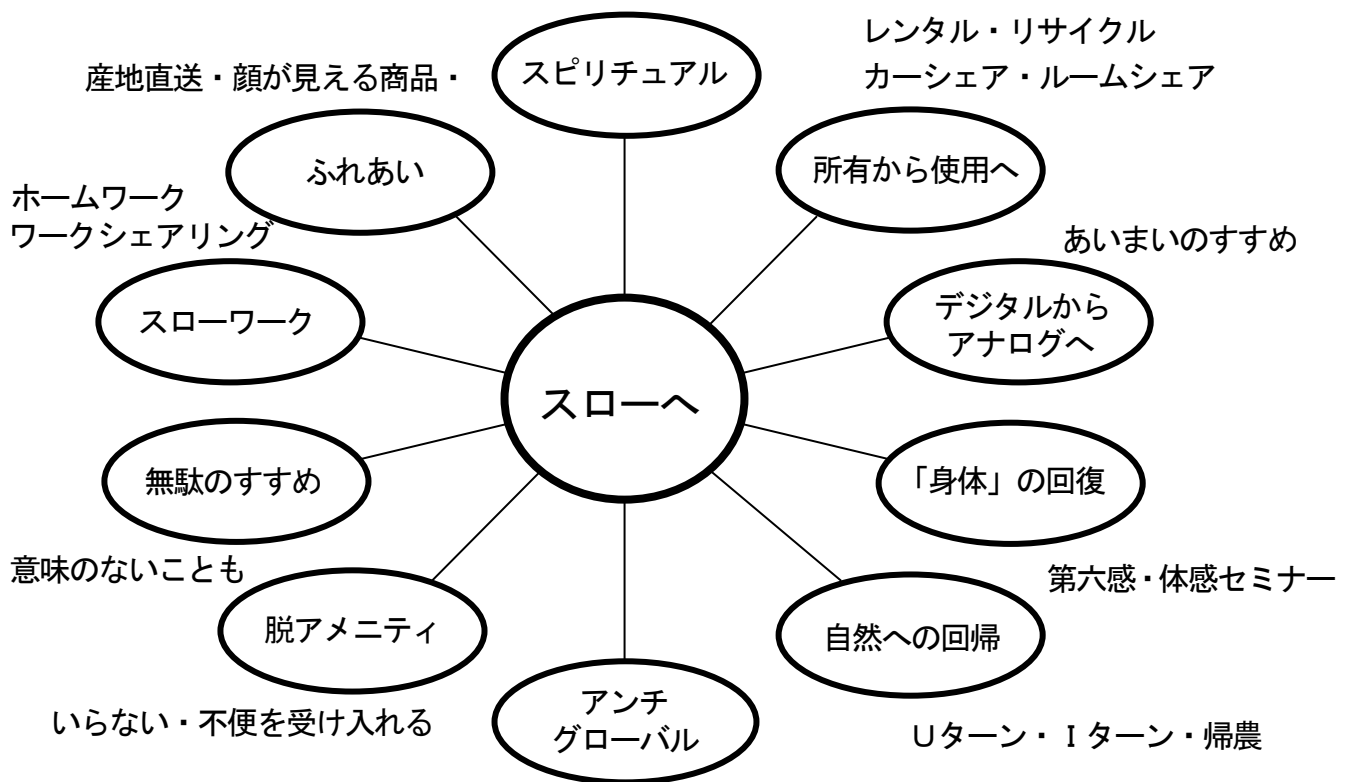 レンタル・リサイクル
カーシェア・ルームシェア
産地直送・顔が見える商品・
スピリチュアル
ふれあい
所有から使用へ
ホームワーク
ワークシェアリング
あいまいのすすめ
スローワーク
デジタルから
アナログへ
スローへ
無駄のすすめ
「身体」の回復
意味のないことも
第六感・体感セミナー
脱アメニティ
自然への回帰
アンチ
グローバル
いらない・不便を受け入れる
Uターン・Iターン・帰農